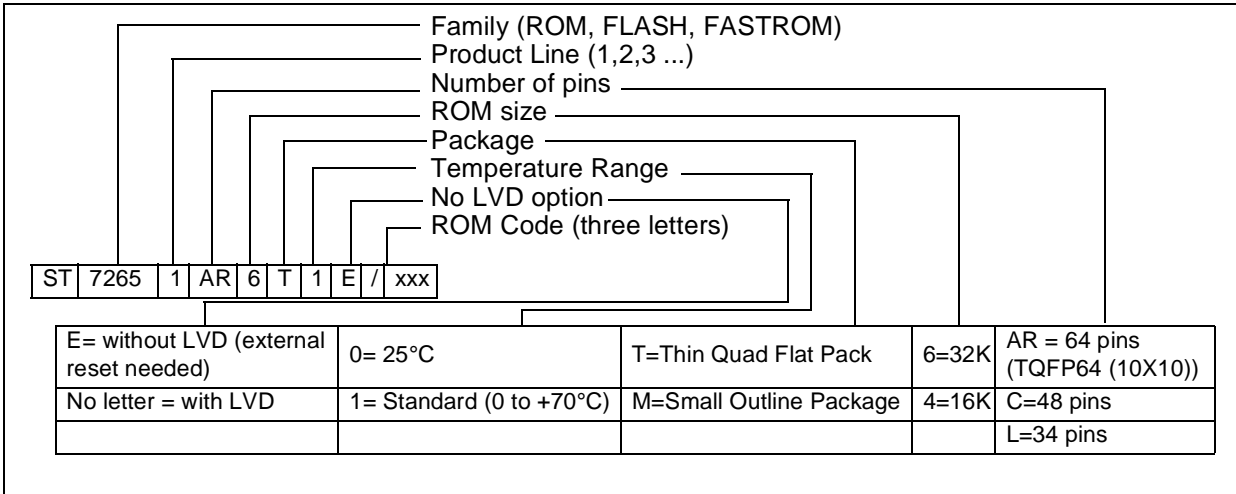 Family (ROM, FLASH, FASTROM)
Product Line (1,2,3 ...)
Number of pins
ROM size
Package
Temperature Range
No LVD option
ROM Code (three letters)
ST 7265 1 AR 6 T 1 E / xxx
E= without LVD (external reset needed) 0= 25°C T=Thin Quad Flat Pack 6=32K AR = 64 pins (TQFP64 (10X10))
No letter = with LVD 1= Standard (0 to +70°C) M=Small Outline Package 4=16K C=48 pins
L=34 pins